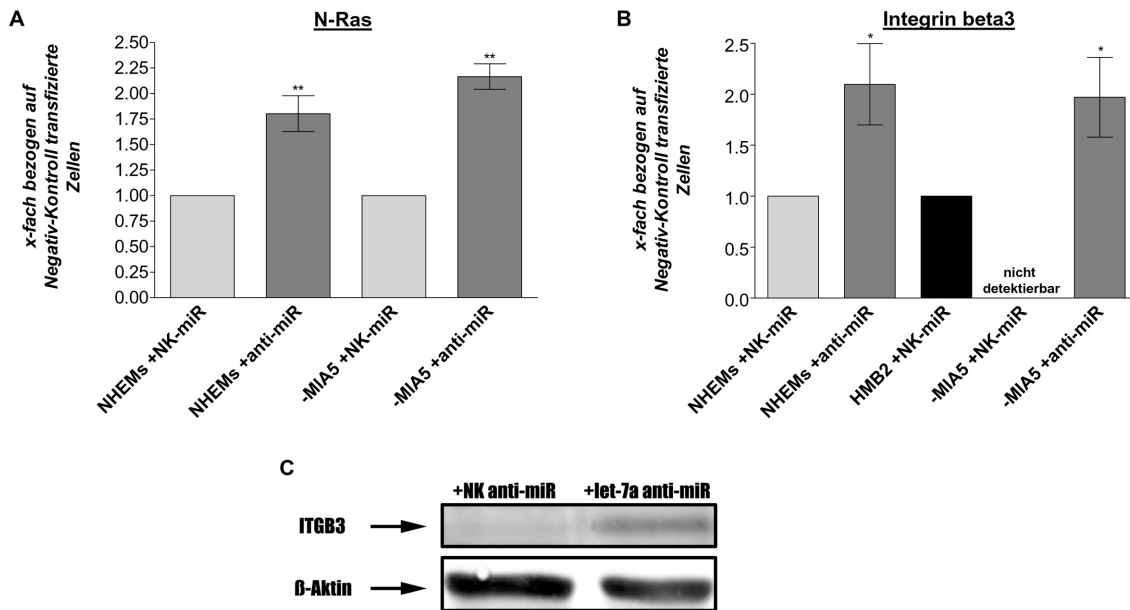 A
N-Ras
x-fach bezogen auf
Negativ-Kontroll transfizierte
Zellen
2.50
2.25
2.00
1.75
1.50
1.25
1.00
0.75
0.50
0.25
0.00
**
**
NHEMs +NK-miR
NHEMs +anti-miR
-MIA5 +NK-miR
-MIA5 +anti-miR
B
Integrin beta3
x-fach bezogen auf
Negativ-Kontroll transfizierte
Zellen
2.5
2.0
1.5
1.0
0.5
0.0
*
*
nicht
detektierbar
NHEMs +NK-miR
NHEMs +anti-miR
HMB2 +NK-miR
-MIA5 +NK-miR
-MIA5 +anti-miR
C
+NK anti-miR +let-7a anti-miR
ITGB3
ß-Aktin